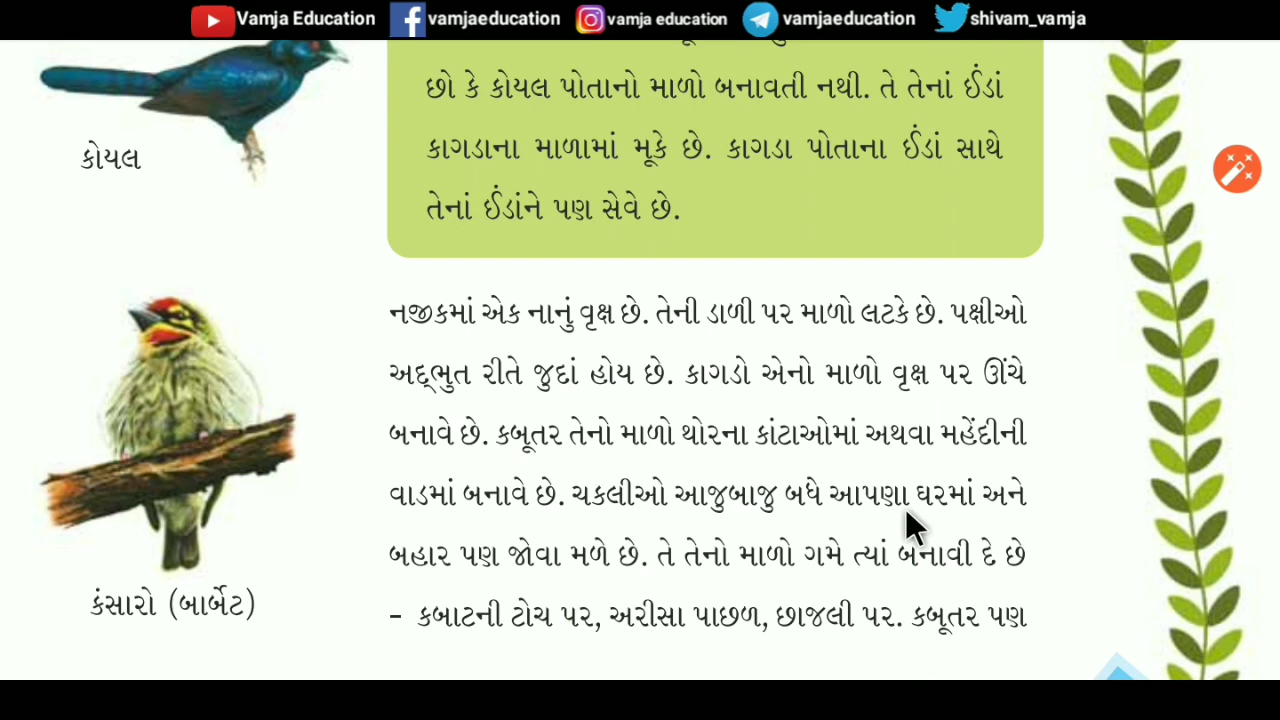 Vamja Education vamjaeducation vamja education vamjaeducation shivam_vamja
છો કે કોયલ પોતાનો માળો બનાવતી નથી. તે તેનાં ઈંડાં
કાગડાના માળામાં મૂકે છે. કાગડા પોતાના ઈંડાં સાથે
તેનાં ઈંડાંને પણ સેવે છે.
કોયલ
નજીકમાં એક નાનું વૃક્ષ છે. તેની ડાળી પર માળો લટકે છે. પક્ષીઓ
અદ્ભુત રીતે જુદાં હોય છે. કાગડો એનો માળો વૃક્ષ પર ઊંચે
બનાવે છે. કબૂતર તેનો માળો થોરના કાંટાઓમાં અથવા મહેંદીની
વાડમાં બનાવે છે. ચકલીઓ આજુબાજુ બધે આપણા ઘરમાં અને
બહાર પણ જોવા મળે છે. તે તેનો માળો ગમે ત્યાં બનાવી દે છે
- કબાટની ટોચ પર, અરીસા પાછળ, છાજલી પર. કબૂતર પણ
કંસારો (બાર્બેટ)